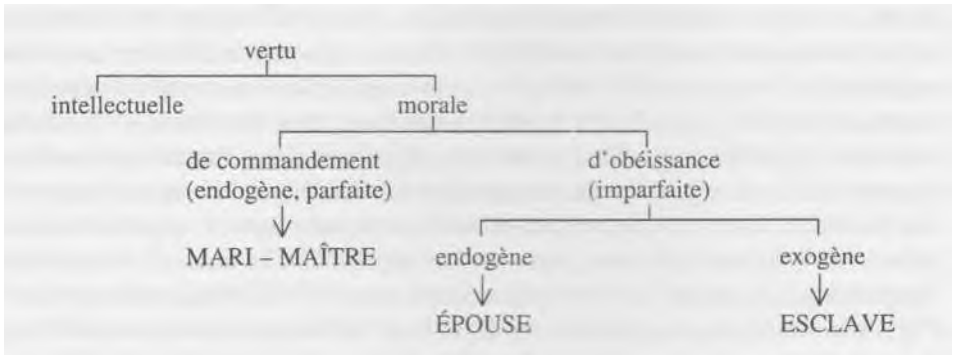 vertu
intellectuelle morale
de commandement d'obéissance
(endogène, parfaite) (imparfaite)
MARI – MAÎTRE endogène exogène
ÉPOUSE ESCLAVE